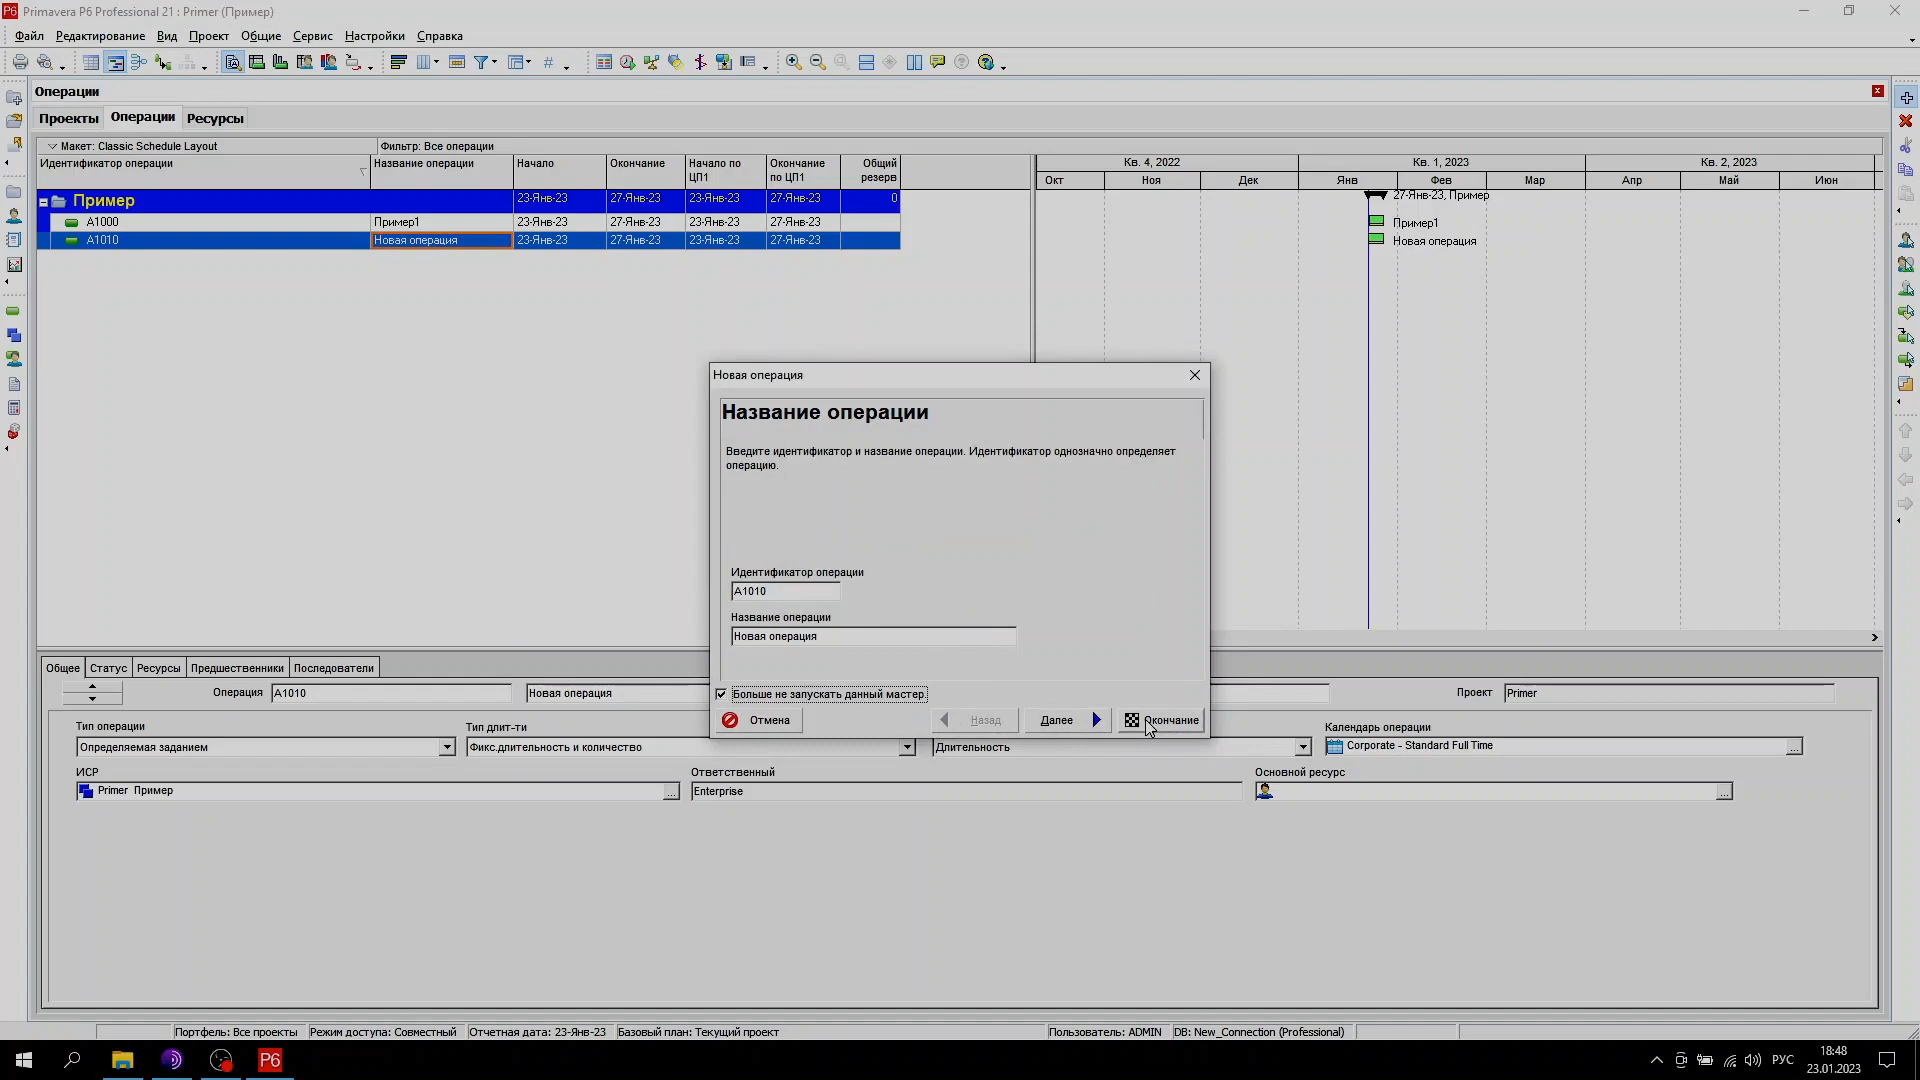 Primavera P6 Professional 21 : Primer (Пример)
Файл Редактирование Вид Проект Общие Сервис Настройки Справка
Операции
Проекты Операции Ресурсы
Макет: Classic Schedule Layout Фильтр: Все операции
Идентификатор операции Название операции Начало Окончание Начало по ЦП1 Окончание по ЦП1 Общий резерв
Кв. 4, 2022 Кв. 1, 2023 Кв. 2, 2023
Окт Ноя Дек Янв Фев Мар Апр Май Июн
Пример 23-Янв-23 27-Янв-23 23-Янв-23 27-Янв-23 0 27-Янв-23, Пример
A1000 Пример1 23-Янв-23 27-Янв-23 23-Янв-23 27-Янв-23 Пример1
A1010 Новая операция 23-Янв-23 27-Янв-23 23-Янв-23 27-Янв-23 Новая операция
Новая операция
Название операции
Введите идентификатор и название операции. Идентификатор однозначно определяет
операцию.
Идентификатор операции
A1010
Название операции
Новая операция
Больше не запускать данный мастер.
Отмена Назад Далее Окончание
Общее Статус Ресурсы Предшественники Последователи
Операция A1010 Новая операция Проект Primer
Тип операции Тип длит-ти Календарь операции
Определяемая заданием Фикс.длительность и количество Длительность Corporate - Standard Full Time
ИСР Ответственный Основной ресурс
Primer Пример Enterprise
Портфель: Все проекты Режим доступа: Совместный Отчетная дата: 23-Янв-23 Базовый план: Текущий проект Пользователь: ADMIN DB: New_Connection (Professional)
P6 РУС 18:48
23.01.2023